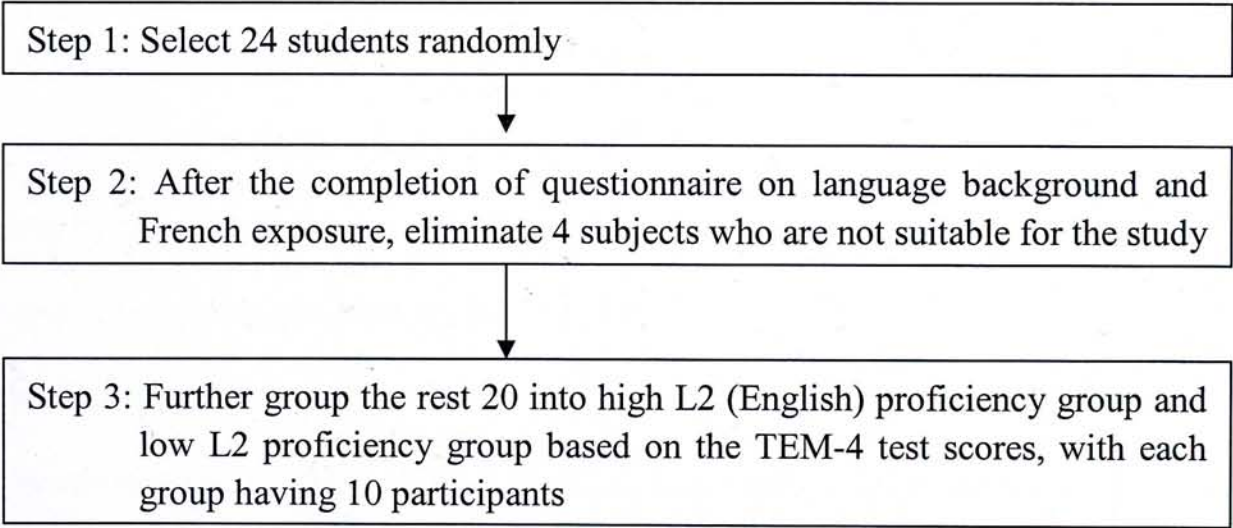 Step 1: Select 24 students randomly
Step 2: After the completion of questionnaire on language background and
French exposure, eliminate 4 subjects who are not suitable for the study
Step 3: Further group the rest 20 into high L2 (English) proficiency group and
low L2 proficiency group based on the TEM-4 test scores, with each
group having 10 participants